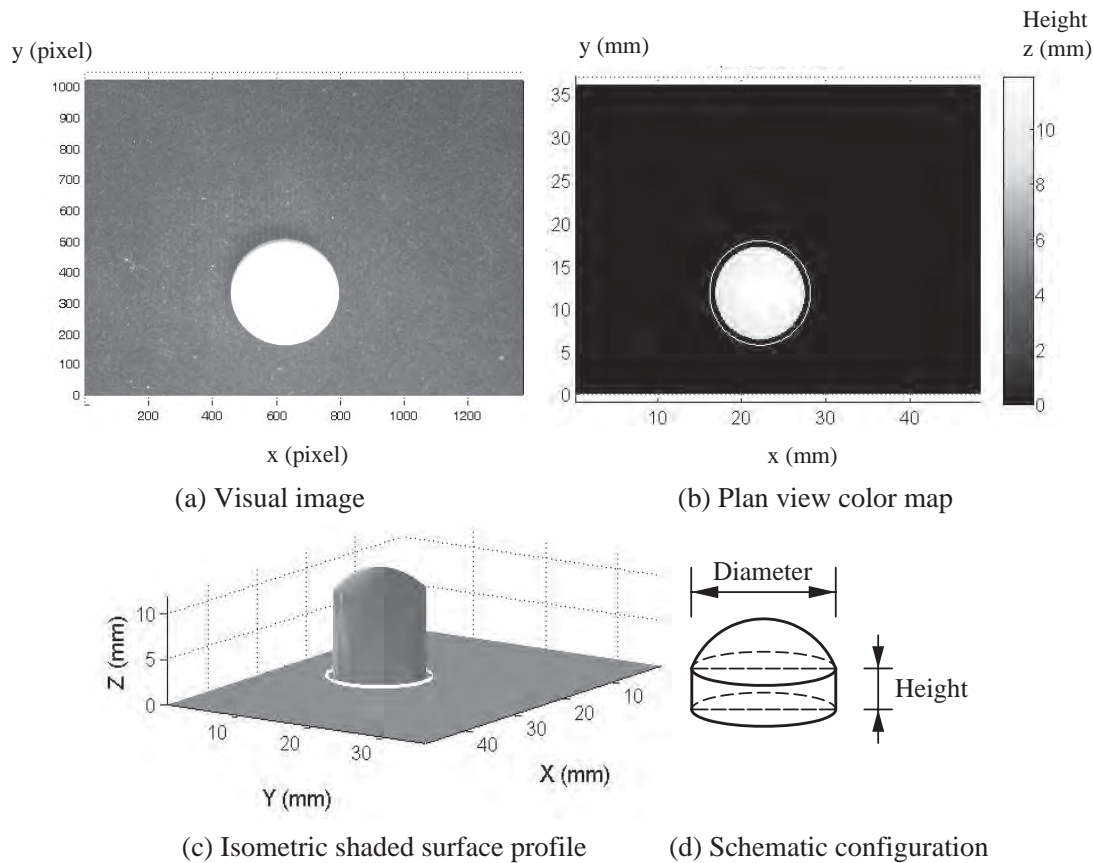 y (pixel)
1000
900
800
700
600
500
400
300
200
100
0
200 400 600 800 1000 1200
x (pixel)
(a) Visual image
y (mm)
35
30
25
20
15
10
5
0
10 20 30 40
x (mm)
Height
z (mm)
10
8
6
4
2
0
(b) Plan view color map
Z (mm)
10
5
0
10
20
30
Y (mm)
40
30
20
10
X (mm)
(c) Isometric shaded surface profile
Diameter
Height
(d) Schematic configuration